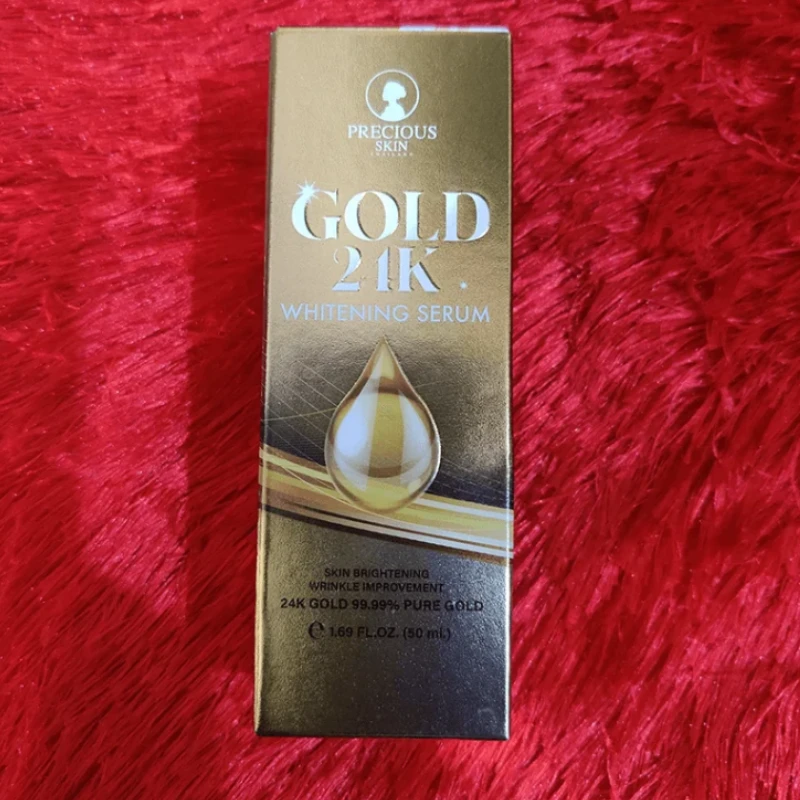 PRECIOUS
SKIN
THAILAND
GOLD
24K
WHITENING SERUM
SKIN BRIGHTENING
WRINKLE IMPROVEMENT
24K GOLD 99.99% PURE GOLD
℮ 1.69 FL.OZ. (50 ml.)